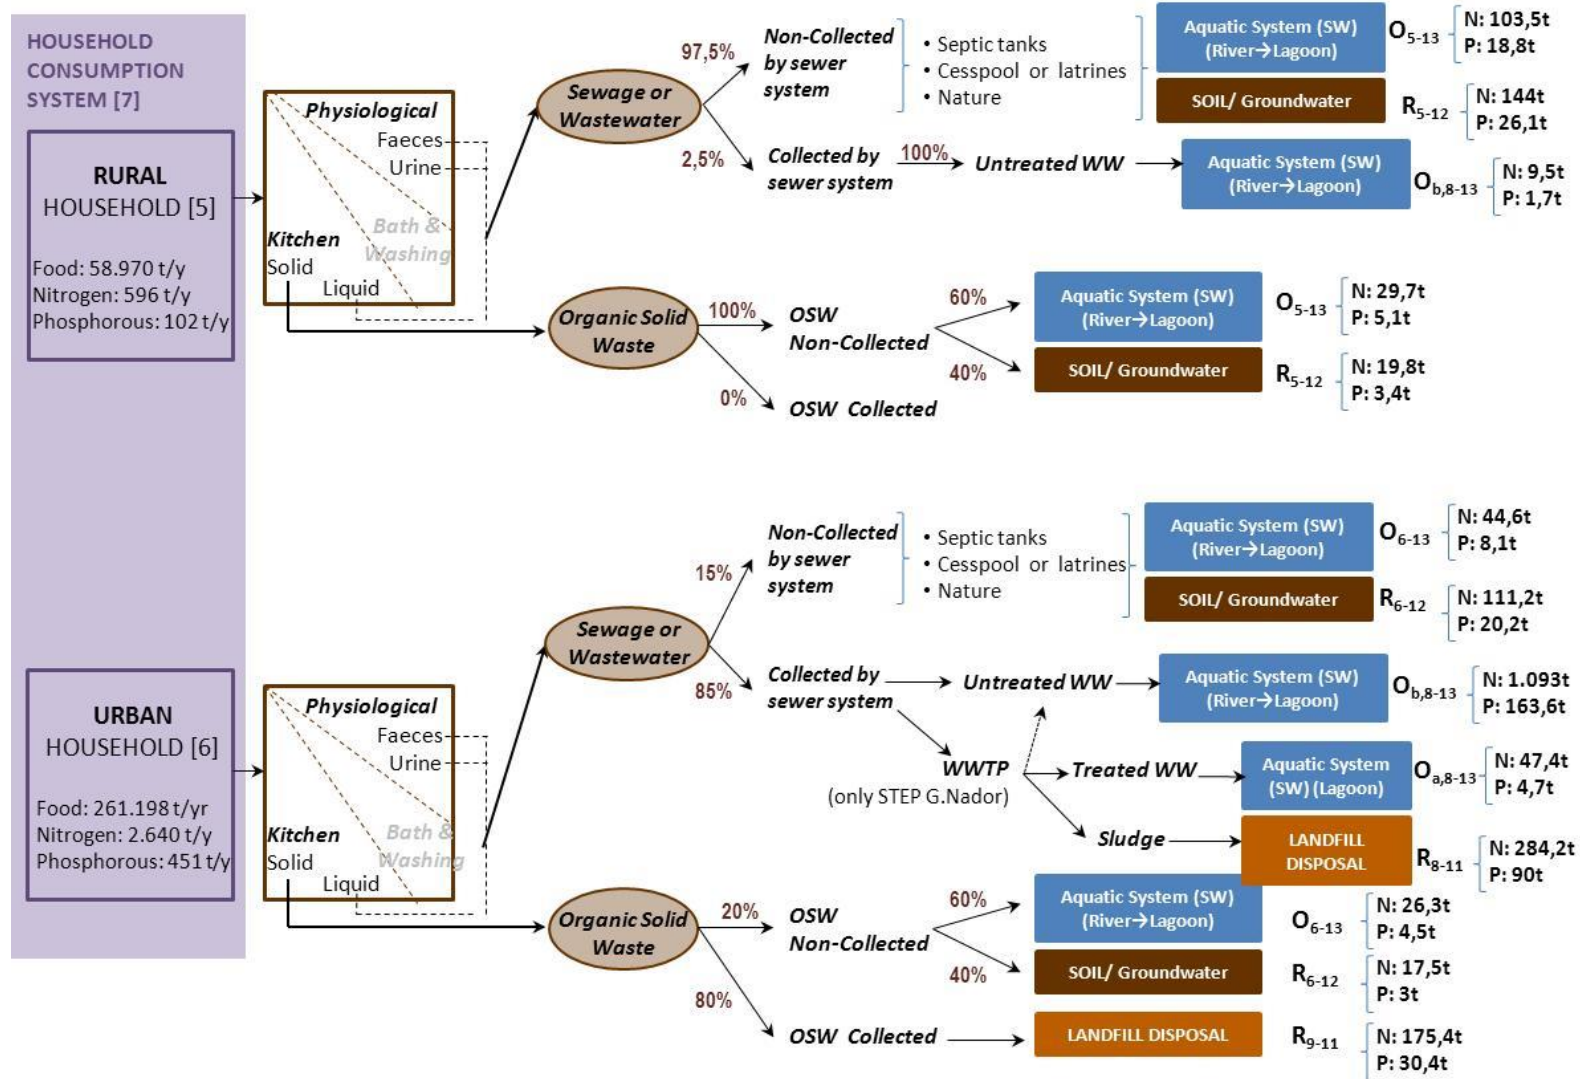 HOUSEHOLD
CONSUMPTION
SYSTEM [7]
RURAL
HOUSEHOLD [5]
Food: 58.970 t/y
Nitrogen: 596 t/y
Phosphorous: 102 t/y
Physiological
Faeces
Urine
Bath &
Washing
Kitchen
Solid
Liquid
Sewage or
Wastewater
97,5%
Non-Collected
by sewer
system
• Septic tanks
• Cesspool or latrines
• Nature
Aquatic System (SW)
(River→Lagoon)
O5-13
N: 103,5t
P: 18,8t
SOIL/ Groundwater
R5-12
N: 144t
P: 26,1t
2,5%
Collected by
sewer system
100%
Untreated WW
Aquatic System (SW)
(River→Lagoon)
Ob,8-13
N: 9,5t
P: 1,7t
Organic Solid
Waste
100%
OSW
Non-Collected
60%
Aquatic System (SW)
(River→Lagoon)
O5-13
N: 29,7t
P: 5,1t
40%
SOIL/ Groundwater
R5-12
N: 19,8t
P: 3,4t
0%
OSW Collected
URBAN
HOUSEHOLD [6]
Food: 261.198 t/yr
Nitrogen: 2.640 t/y
Phosphorous: 451 t/y
Physiological
Faeces
Urine
Bath &
Washing
Kitchen
Solid
Liquid
Sewage or
Wastewater
15%
Non-Collected
by sewer
system
• Septic tanks
• Cesspool or latrines
• Nature
Aquatic System (SW)
(River→Lagoon)
O6-13
N: 44,6t
P: 8,1t
SOIL/ Groundwater
R6-12
N: 111,2t
P: 20,2t
85%
Collected by
sewer system
Untreated WW
Aquatic System (SW)
(River→Lagoon)
Ob,8-13
N: 1.093t
P: 163,6t
WWTP
(only STEP G.Nador)
Treated WW
Aquatic System
(SW) (Lagoon)
Oa,8-13
N: 47,4t
P: 4,7t
Sludge
LANDFILL
DISPOSAL
R8-11
N: 284,2t
P: 90t
Organic Solid
Waste
20%
OSW
Non-Collected
60%
Aquatic System (SW)
(River→Lagoon)
O6-13
N: 26,3t
P: 4,5t
40%
SOIL/ Groundwater
R6-12
N: 17,5t
P: 3t
80%
OSW Collected
LANDFILL DISPOSAL
R9-11
N: 175,4t
P: 30,4t